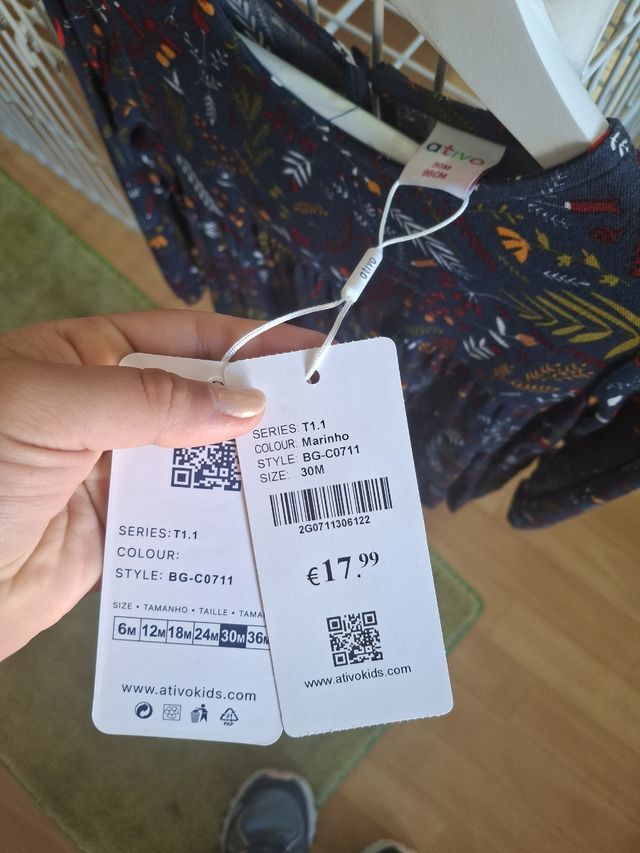 ativo
30M
96CM
ativo
SERIES: T1.1
COLOUR: Marinho
STYLE: BG-C0711
SIZE: 30M
2G0711306122
€17.99
www.ativokids.com
SERIES: T1.1
COLOUR:
STYLE: BG-C0711
SIZE • TAMANHO • TAILLE • TAMA
6M 12M 18M 24M 30M 36M
www.ativokids.com
PAP